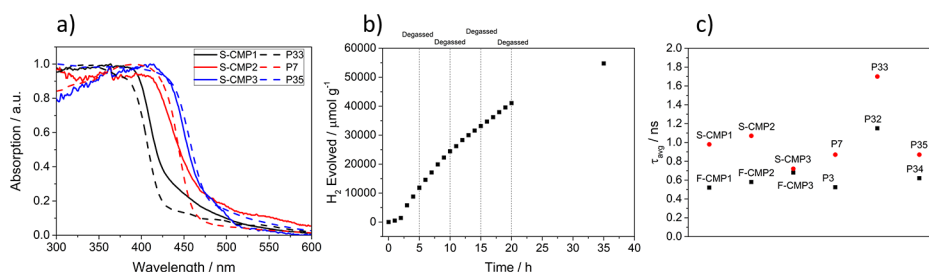 a)
S-CMP1 P33
S-CMP2 P7
S-CMP3 P35
1.0
0.8
0.6
0.4
0.2
0.0
Absorption / a.u.
300 350 400 450 500 550 600
Wavelength / nm
b)
Degassed Degassed
Degassed Degassed
60000
50000
40000
30000
20000
10000
0
H2 Evolved / μmol g-1
0 5 10 15 20 25 30 35 40
Time / h
c)
2.0
1.8
1.6
1.4
1.2
1.0
0.8
0.6
0.4
0.2
0.0
τavg / ns
P33
P32
S-CMP1 S-CMP2
S-CMP3 P7 P35
F-CMP1 F-CMP2 F-CMP3 P3 P34